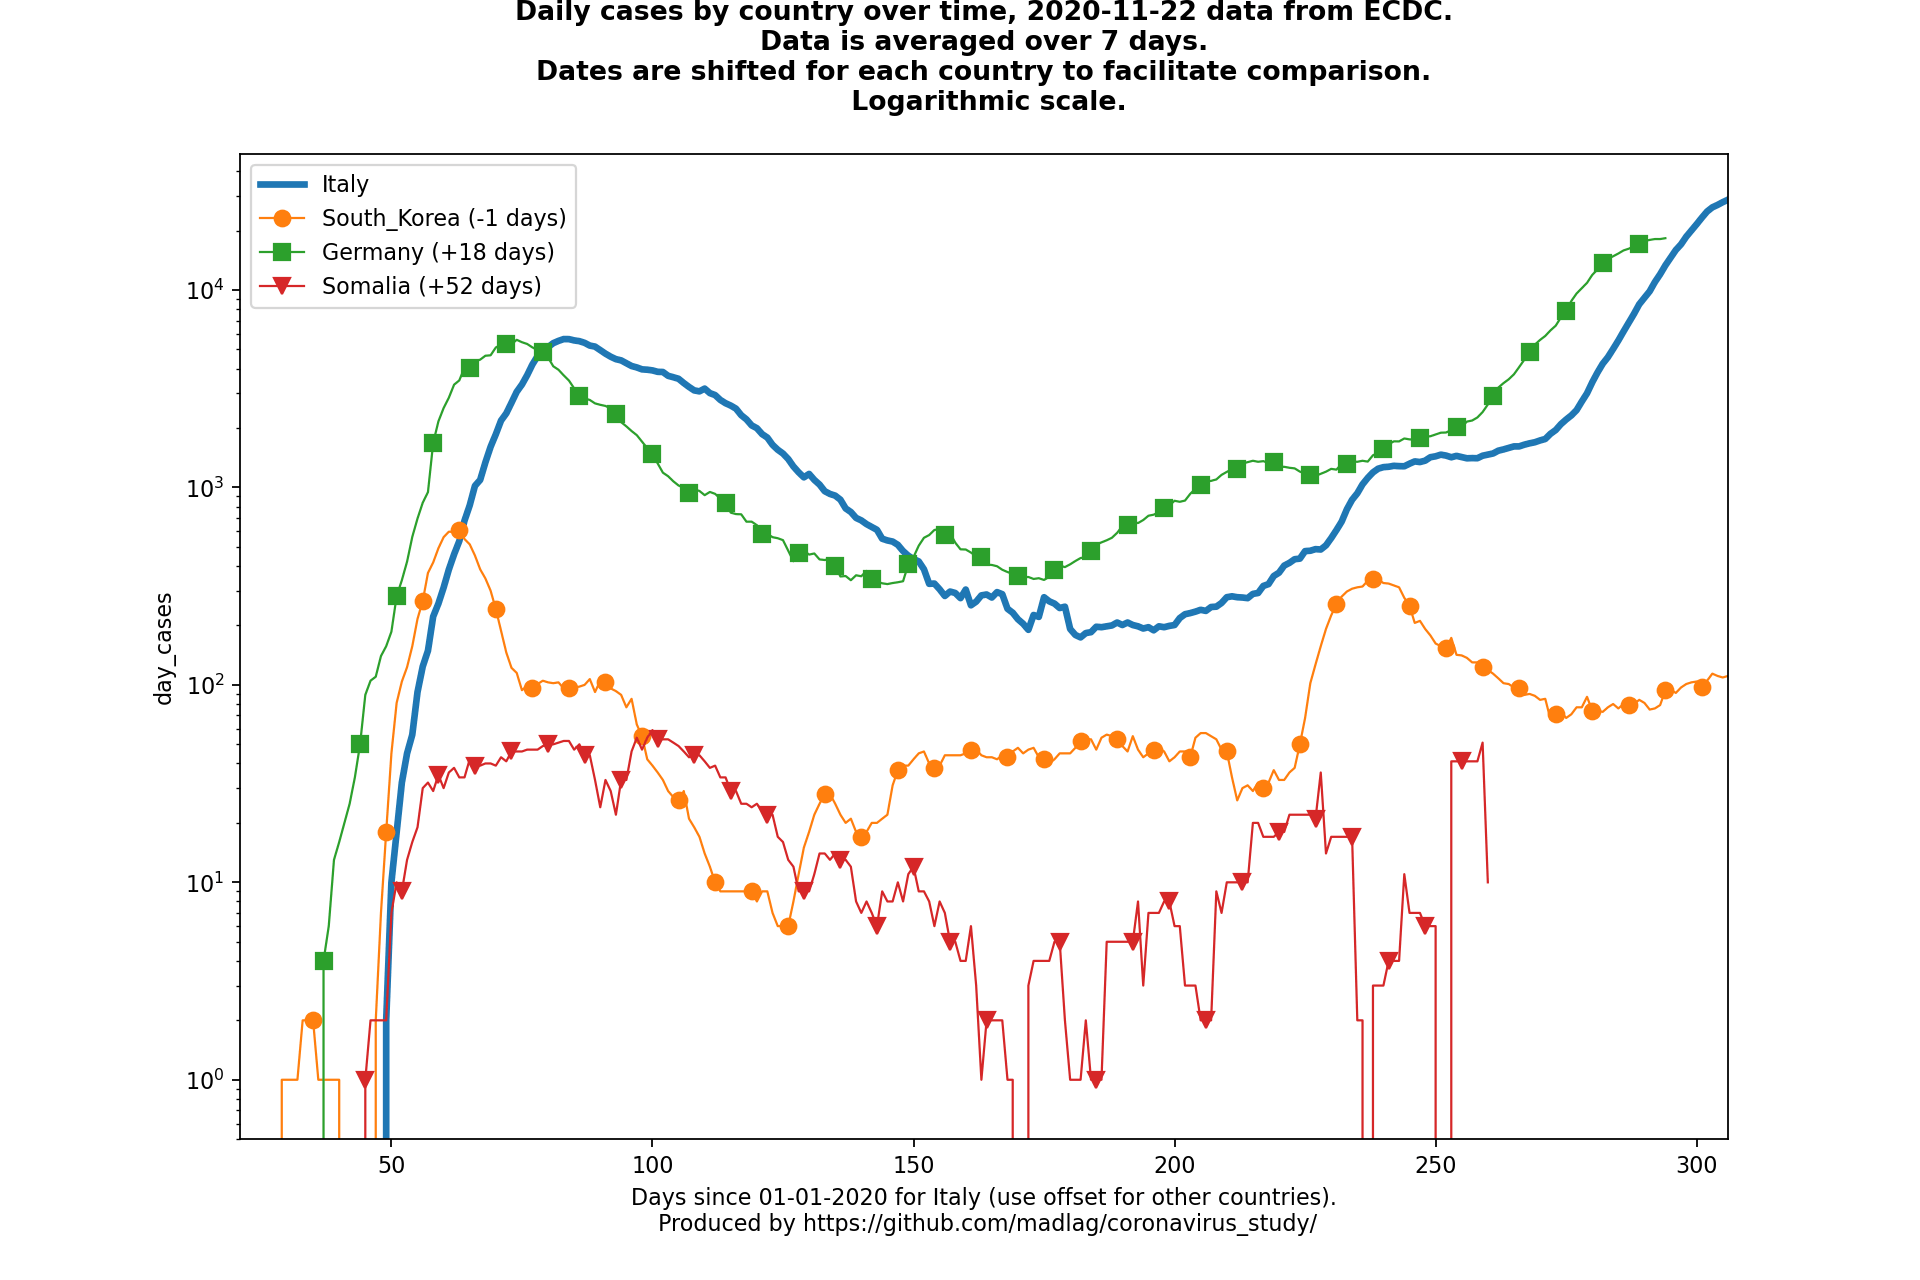 Daily cases by country over time, 2020-11-22 data from ECDC.
Data is averaged over 7 days.
Dates are shifted for each country to facilitate comparison.
Logarithmic scale.
Italy
South_Korea (-1 days)
Germany (+18 days)
Somalia (+52 days)
day_cases
10⁴
10³
10²
10¹
10⁰
50 100 150 200 250 300
Days since 01-01-2020 for Italy (use offset for other countries).
Produced by https://github.com/madlag/coronavirus_study/